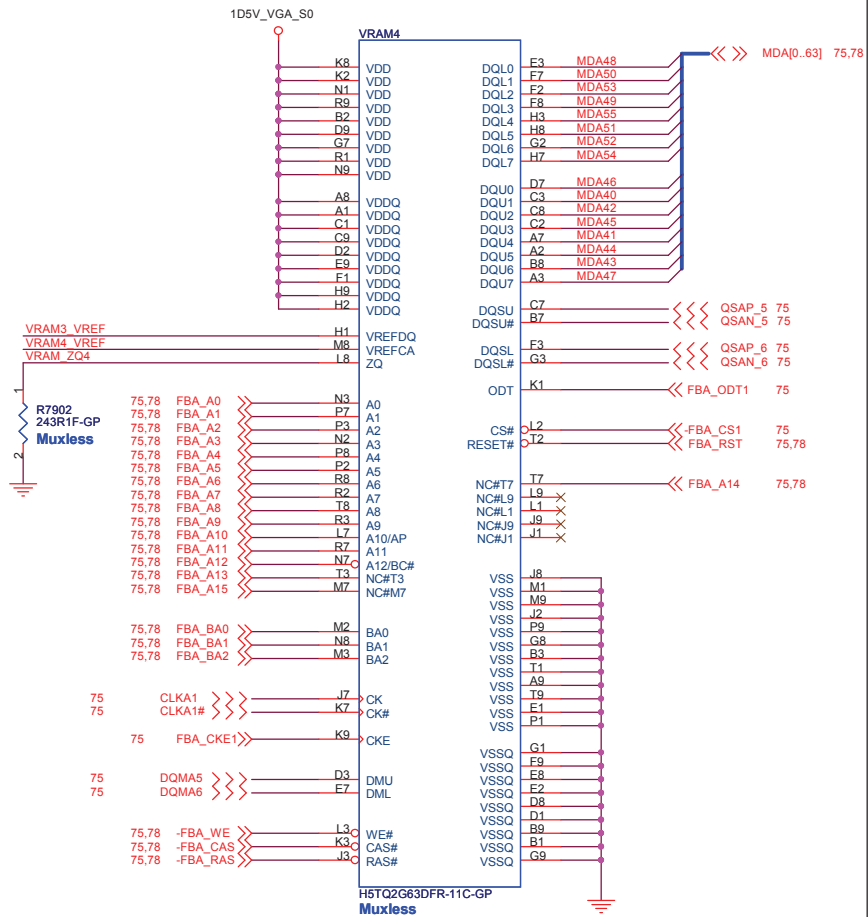 1D5V_VGA_S0
VRAM4
K8 VDD
K2 VDD
N1 VDD
R9 VDD
B2 VDD
D9 VDD
G7 VDD
R1 VDD
N9 VDD
A8 VDDQ
A1 VDDQ
C1 VDDQ
C9 VDDQ
D2 VDDQ
E9 VDDQ
F1 VDDQ
H9 VDDQ
H2 VDDQ
VRAM3_VREF H1 VREFDQ
VRAM4_VREF M8 VREFCA
VRAM_ZQ4 L8 ZQ
1
R7902
243R1F-GP
Muxless
2
75,78 FBA_A0 N3 A0
75,78 FBA_A1 P7 A1
75,78 FBA_A2 P3 A2
75,78 FBA_A3 N2 A3
75,78 FBA_A4 P8 A4
75,78 FBA_A5 P2 A5
75,78 FBA_A6 R8 A6
75,78 FBA_A7 R2 A7
75,78 FBA_A8 T8 A8
75,78 FBA_A9 R3 A9
75,78 FBA_A10 L7 A10/AP
75,78 FBA_A11 R7 A11
75,78 FBA_A12 N7 A12/BC#
75,78 FBA_A13 T3 NC#T3
75,78 FBA_A15 M7 NC#M7
75,78 FBA_BA0 M2 BA0
75,78 FBA_BA1 N8 BA1
75,78 FBA_BA2 M3 BA2
75 CLKA1 J7 CK
75 CLKA1# K7 CK#
75 FBA_CKE1 K9 CKE
75 DQMA5 D3 DMU
75 DQMA6 E7 DML
75,78 -FBA_WE L3 WE#
75,78 -FBA_CAS K3 CAS#
75,78 -FBA_RAS J3 RAS#
DQL0 E3 MDA48
DQL1 F7 MDA50
DQL2 F2 MDA53
DQL3 F8 MDA49
DQL4 H3 MDA55
DQL5 H8 MDA51
DQL6 G2 MDA52
DQL7 H7 MDA54
MDA[0..63] 75,78
DQU0 D7 MDA46
DQU1 C3 MDA40
DQU2 C8 MDA42
DQU3 C2 MDA45
DQU4 A7 MDA41
DQU5 A2 MDA44
DQU6 B8 MDA43
DQU7 A3 MDA47
DQSU C7 QSAP_5 75
DQSU# B7 QSAN_5 75
DQSL F3 QSAP_6 75
DQSL# G3 QSAN_6 75
ODT K1 FBA_ODT1 75
CS# L2 -FBA_CS1 75
RESET# T2 FBA_RST 75,78
NC#T7 T7 FBA_A14 75,78
NC#L9 L9
NC#L1 L1
NC#J9 J9
NC#J1 J1
VSS J8
VSS M1
VSS M9
VSS J2
VSS P9
VSS G8
VSS B3
VSS T1
VSS A9
VSS T9
VSS E1
VSS P1
VSSQ G1
VSSQ F9
VSSQ E8
VSSQ E2
VSSQ D8
VSSQ D1
VSSQ B9
VSSQ B1
VSSQ G9
H5TQ2G63DFR-11C-GP
Muxless